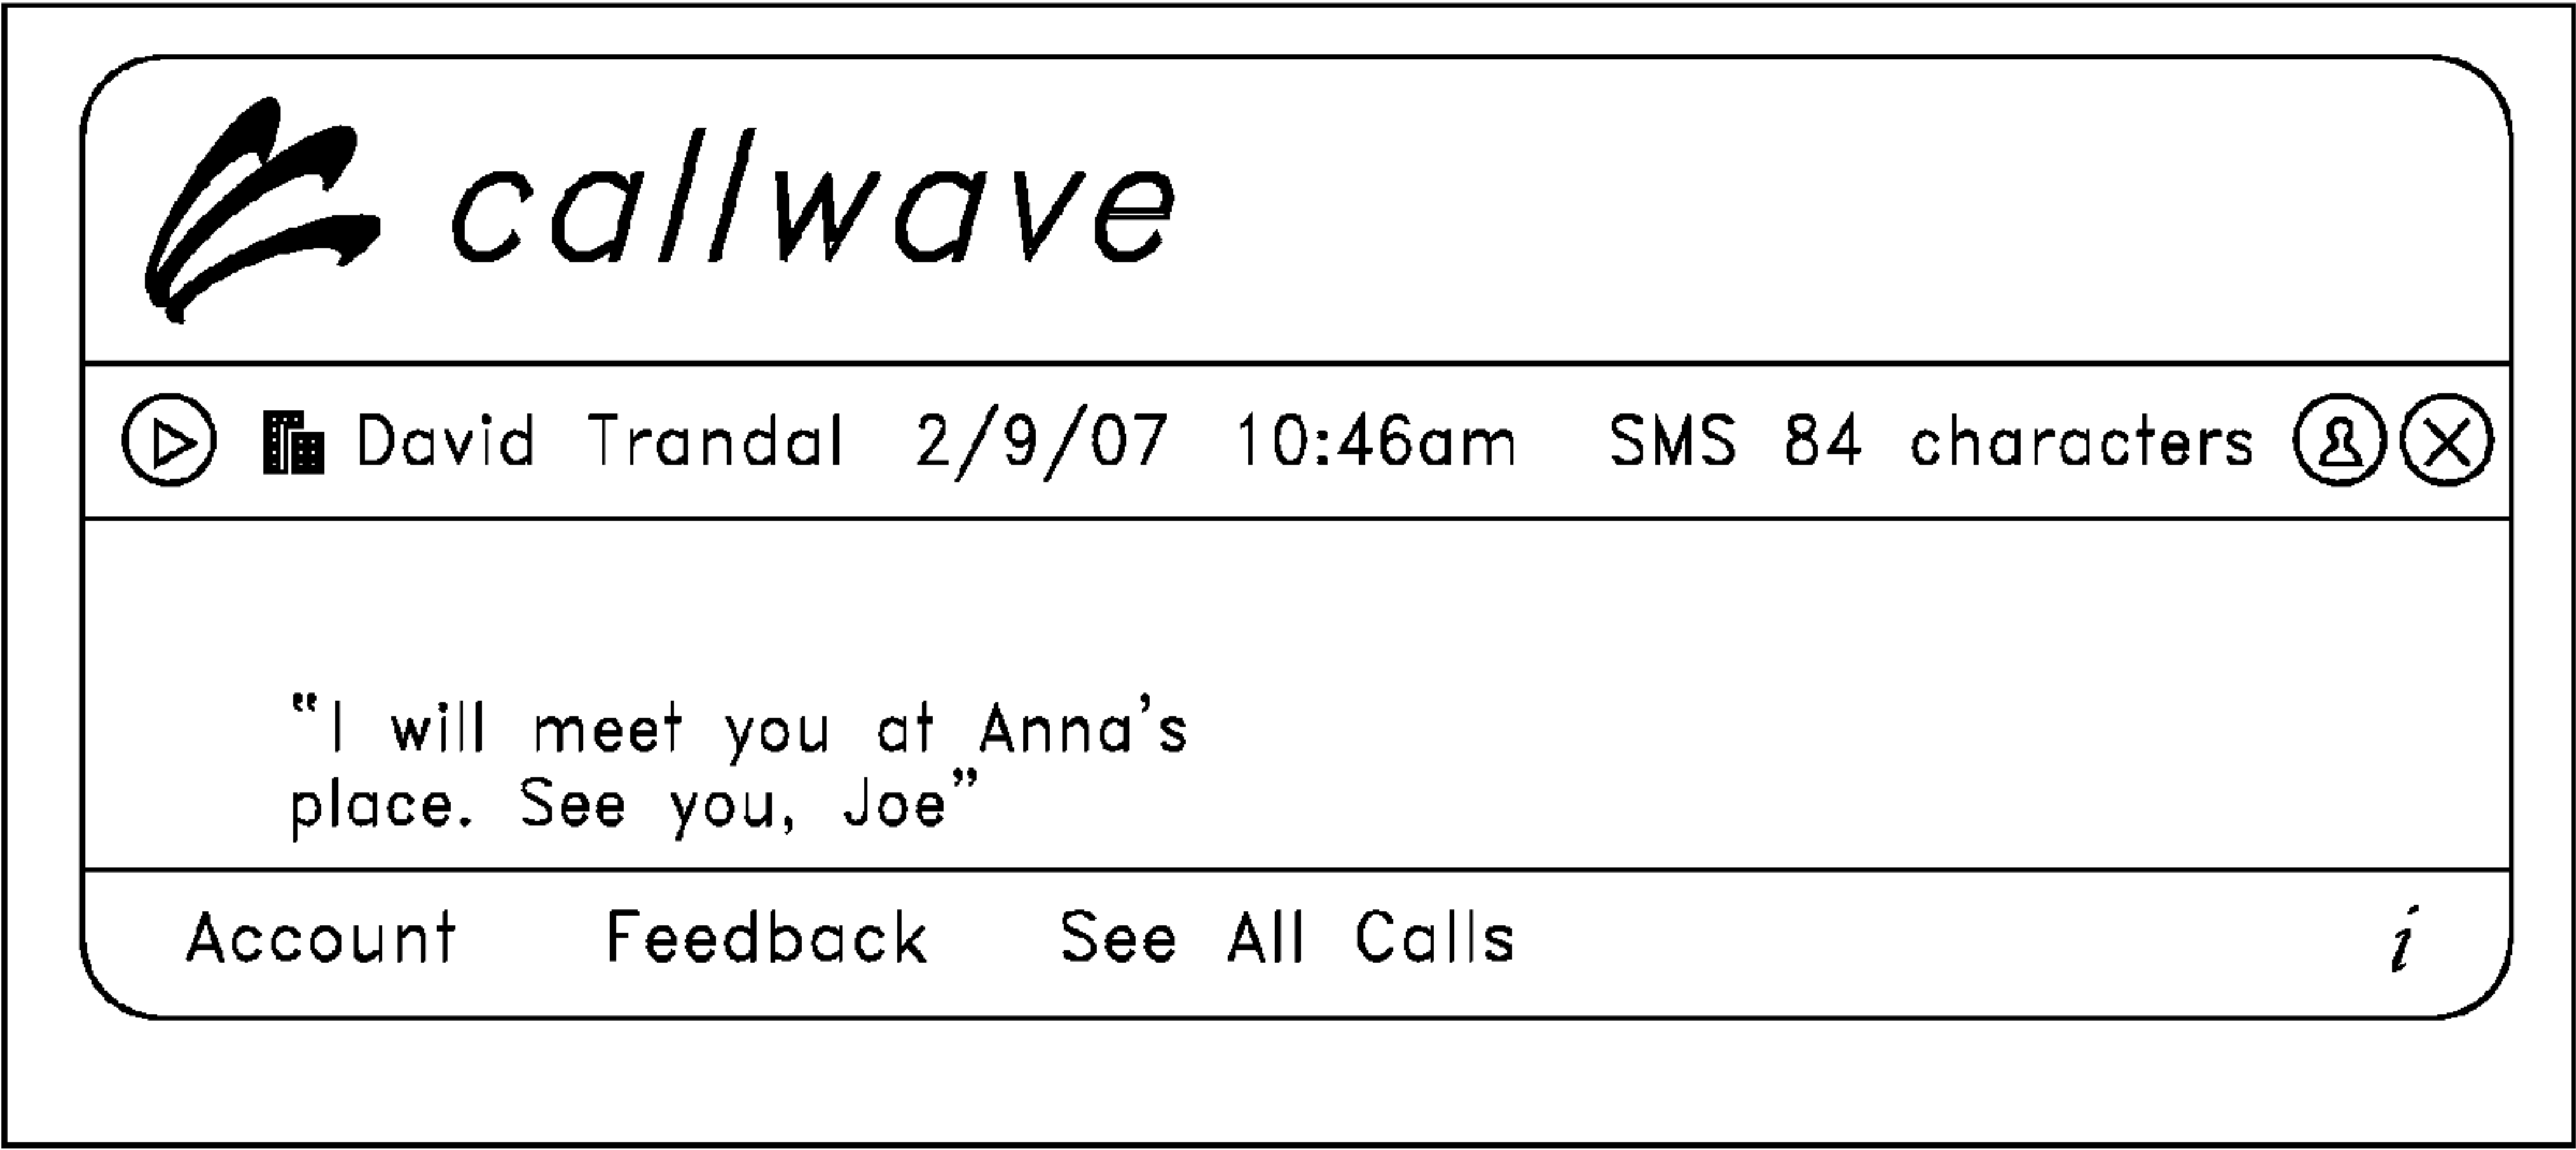 callwave
David Trandal 2/9/07 10:46am SMS 84 characters
“I will meet you at Anna’s
place. See you, Joe”
Account Feedback See All Calls i